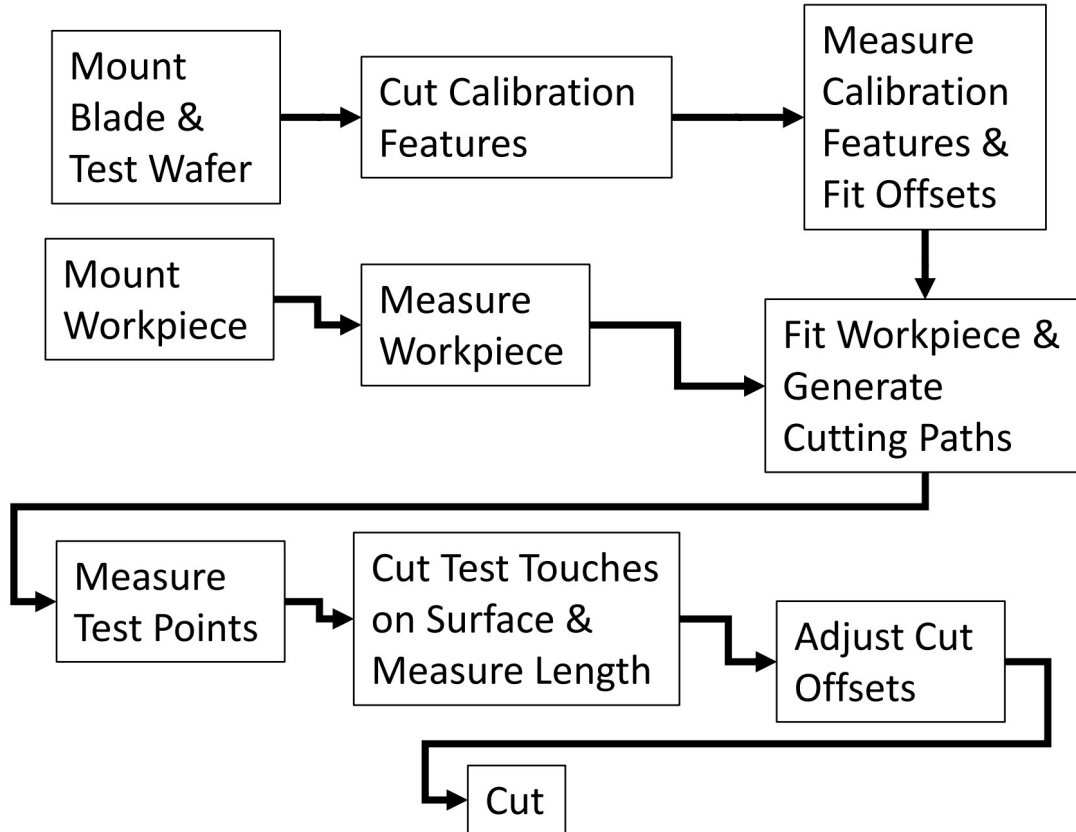 Mount
Blade &
Test Wafer
Cut Calibration
Features
Measure
Calibration
Features &
Fit Offsets
Mount
Workpiece
Measure
Workpiece
Fit Workpiece &
Generate
Cutting Paths
Measure
Test Points
Cut Test Touches
on Surface &
Measure Length
Adjust Cut
Offsets
Cut